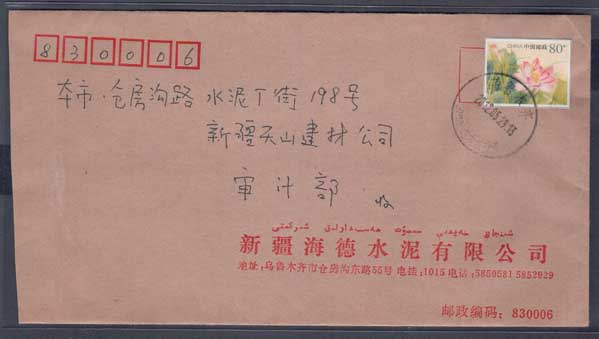 830006
CHINA 中国邮政 80分
本市·仓房沟路 水泥厂街 198号
新疆天山建材公司
审计部 收
新疆海德水泥有限公司
地址:乌鲁木齐市仓房沟东路55号 电挂:1015 电话:5850581 5852929
邮政编码:830006